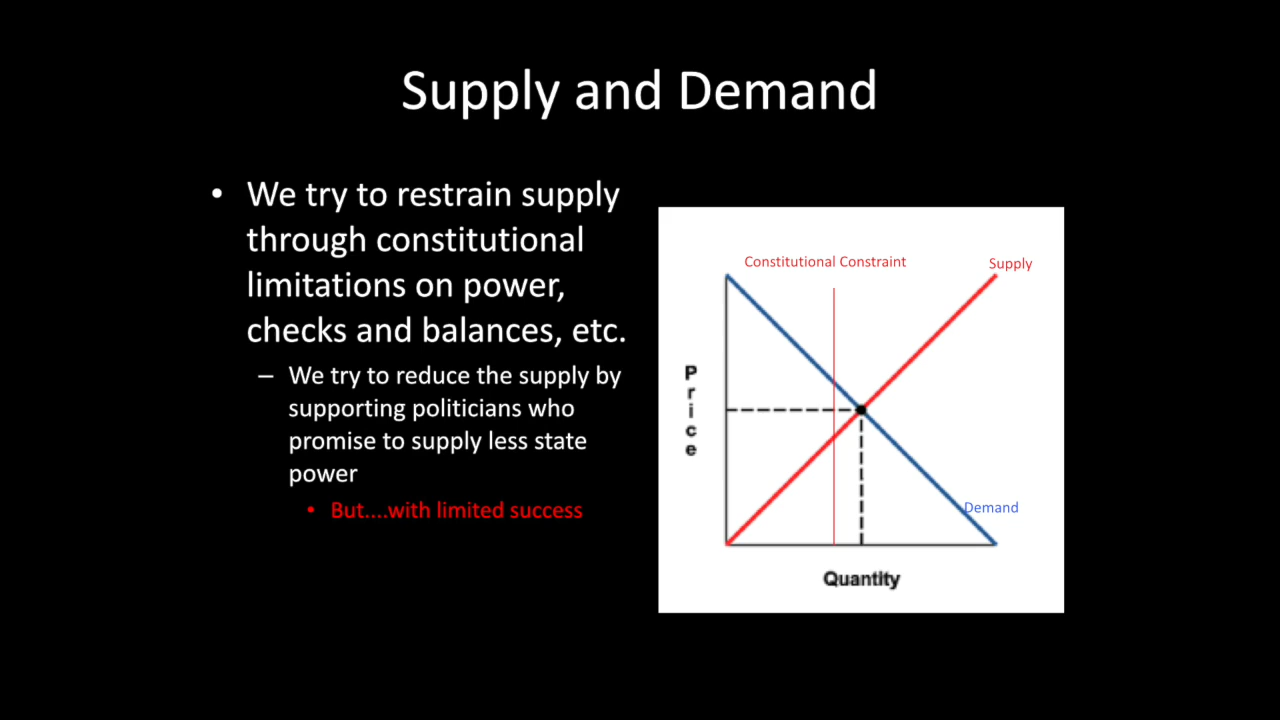 Supply and Demand
• We try to restrain supply
through constitutional
limitations on power,
checks and balances, etc.
– We try to reduce the supply by
supporting politicians who
promise to supply less state
power
• But....with limited success
Constitutional Constraint
Supply
Price
Demand
Quantity